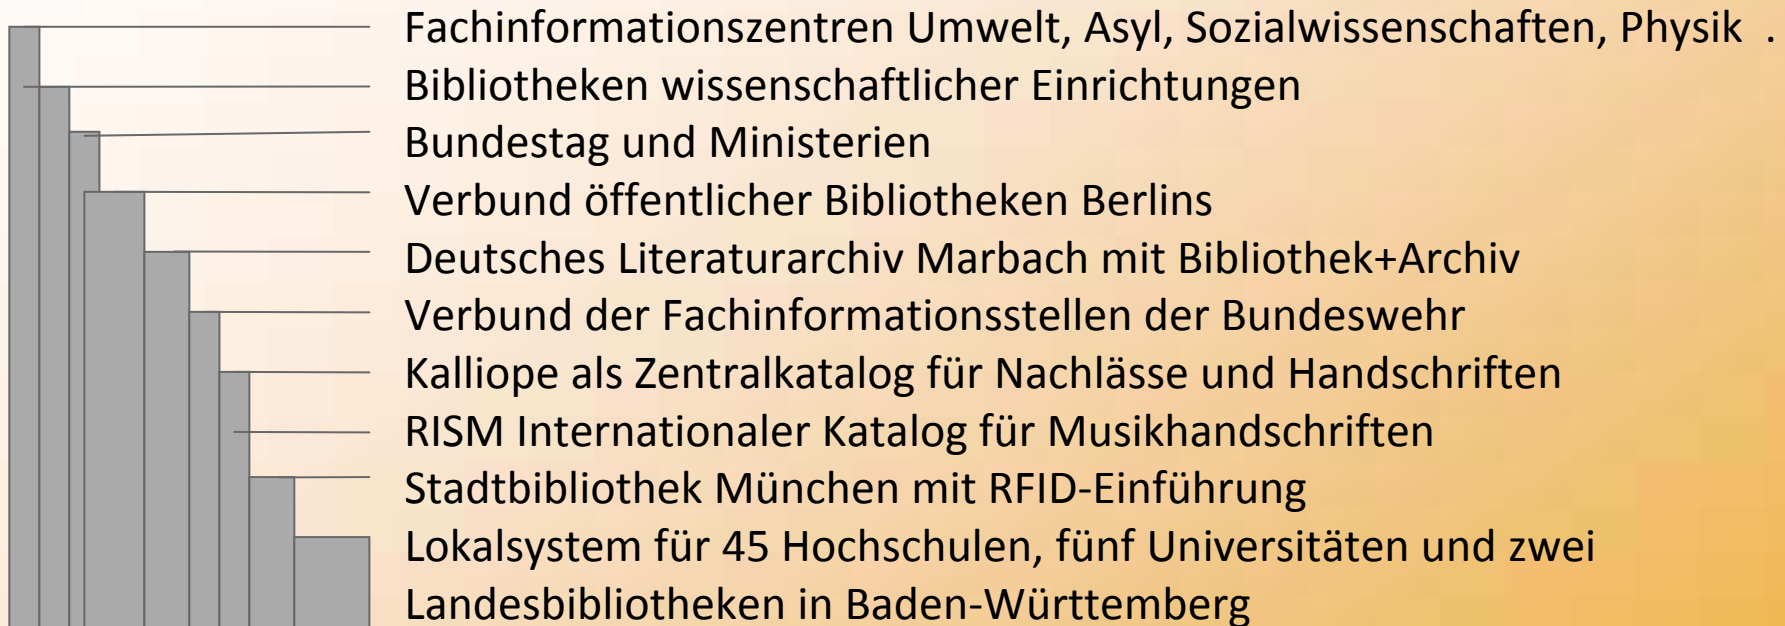 Fachinformationszentren Umwelt, Asyl, Sozialwissenschaften, Physik .
Bibliotheken wissenschaftlicher Einrichtungen
Bundestag und Ministerien
Verbund öffentlicher Bibliotheken Berlins
Deutsches Literaturarchiv Marbach mit Bibliothek+Archiv
Verbund der Fachinformationsstellen der Bundeswehr
Kalliope als Zentralkatalog für Nachlässe und Handschriften
RISM Internationaler Katalog für Musikhandschriften
Stadtbibliothek München mit RFID-Einführung
Lokalsystem für 45 Hochschulen, fünf Universitäten und zwei
Landesbibliotheken in Baden-Württemberg